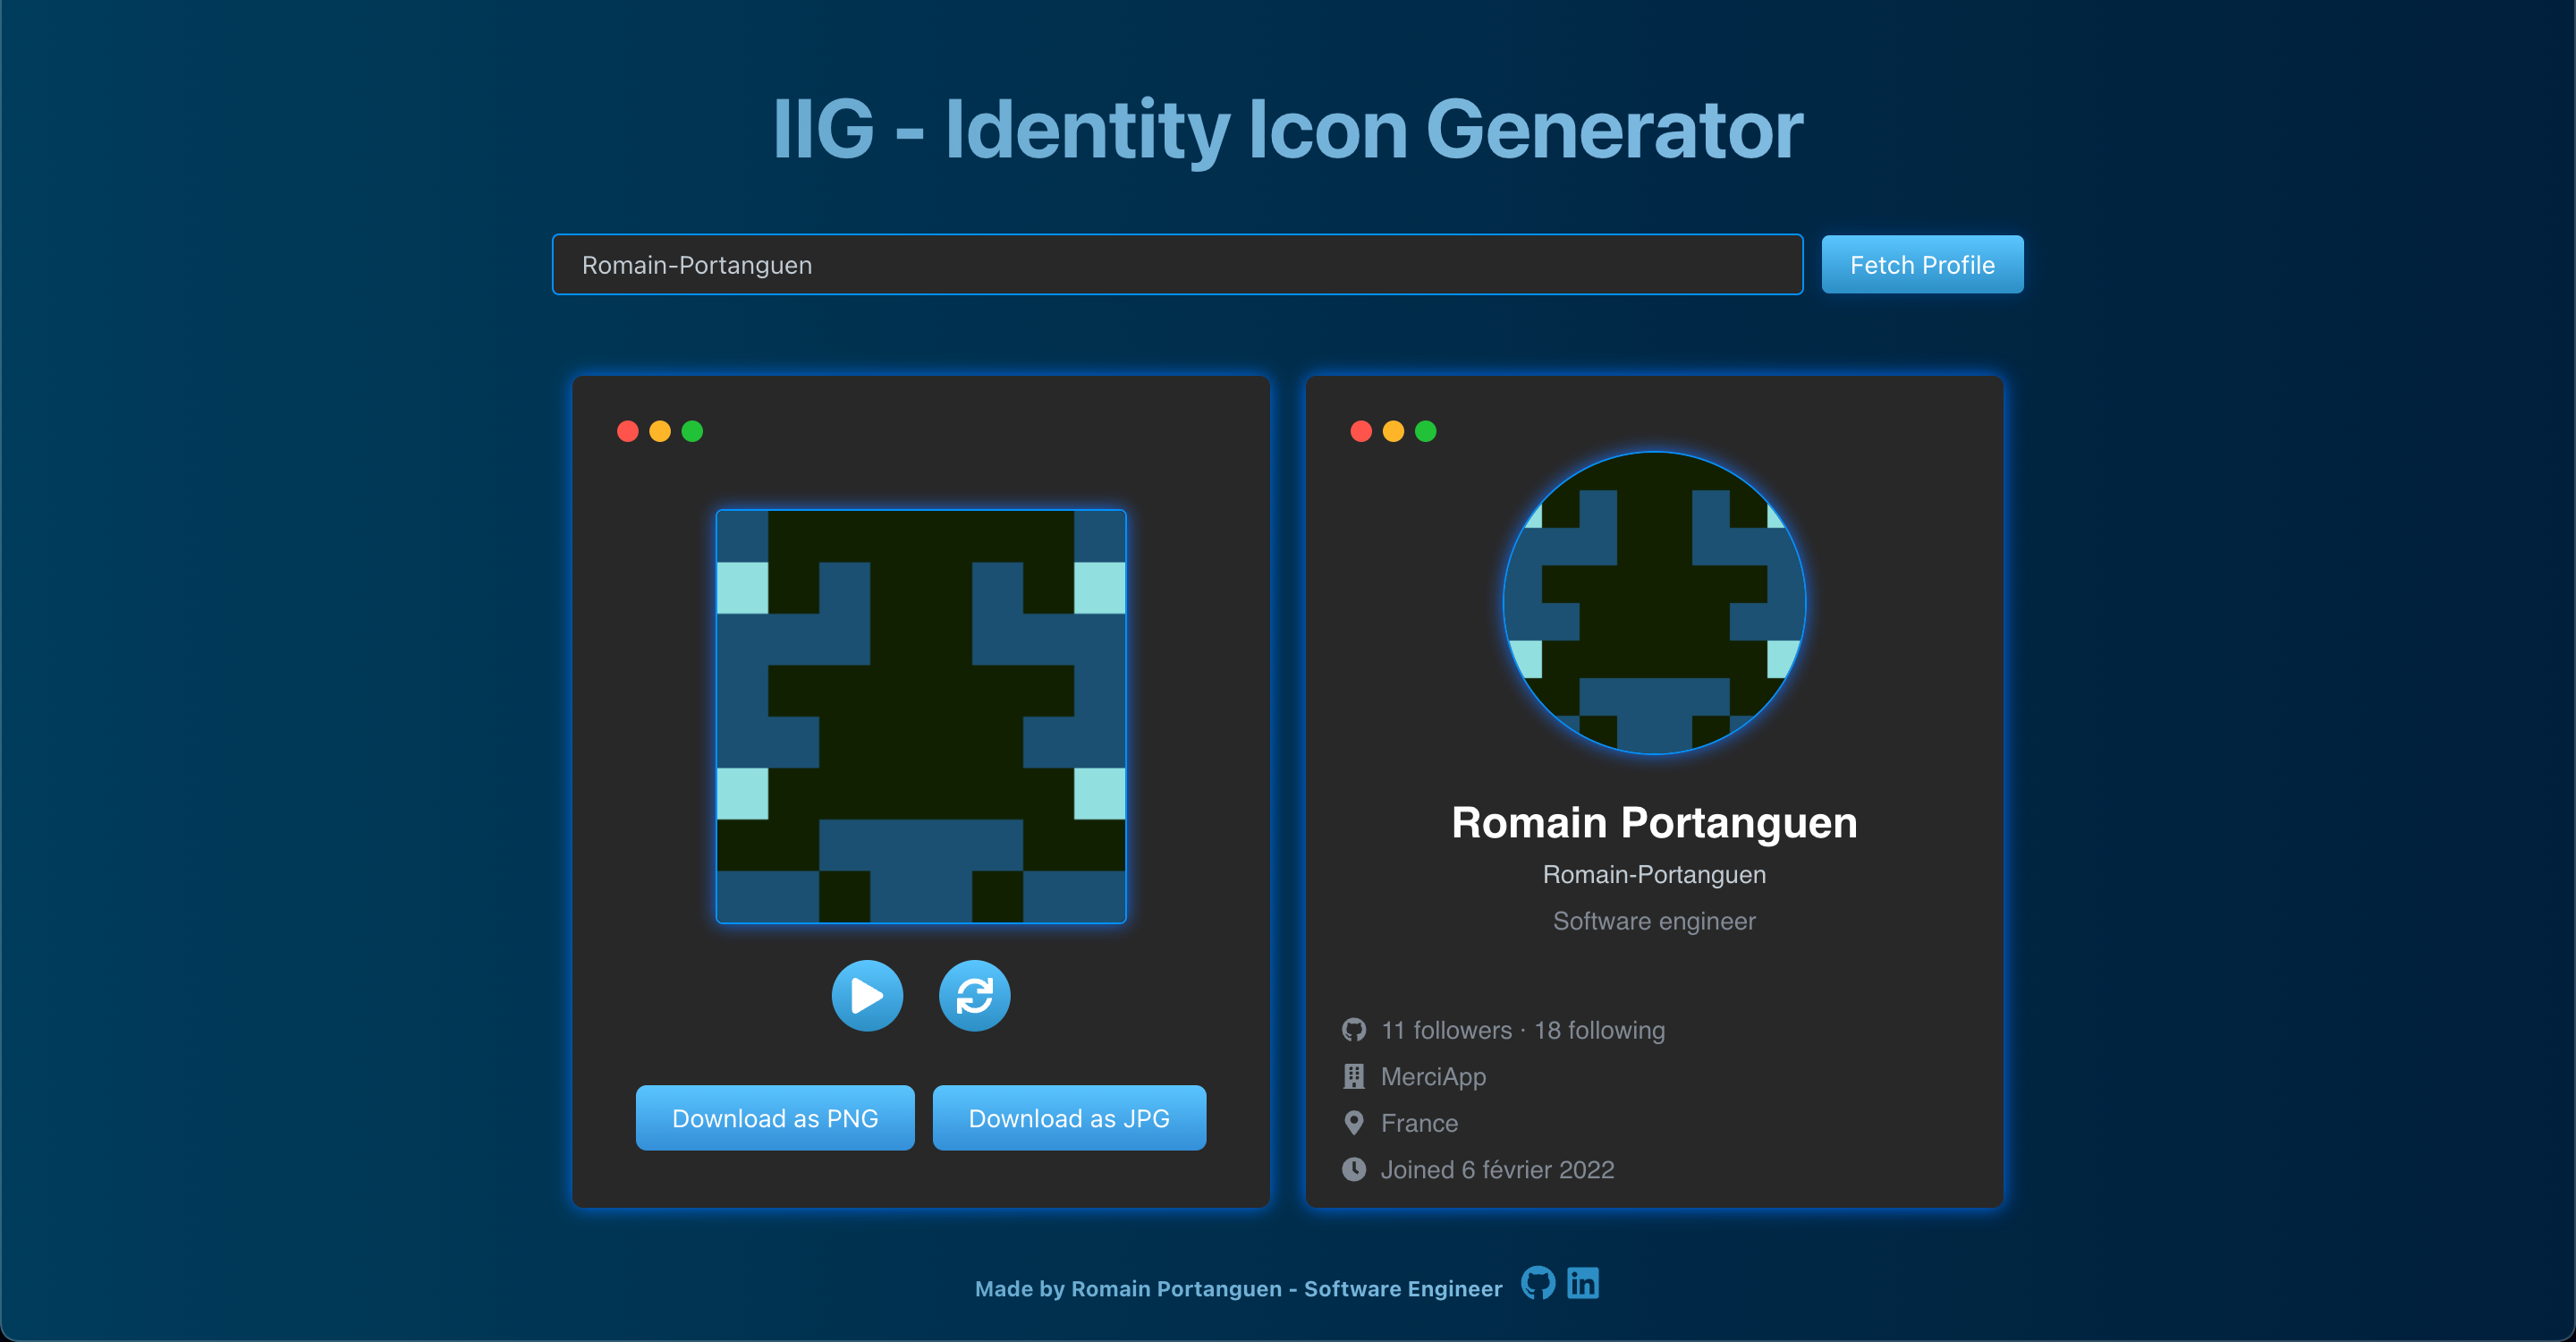 IIG - Identity Icon Generator
Romain-Portanguen
Fetch Profile
Download as PNG
Download as JPG
Romain Portanguen
Romain-Portanguen
Software engineer
11 followers · 18 following
MerciApp
France
Joined 6 février 2022
Made by Romain Portanguen - Software Engineer
in